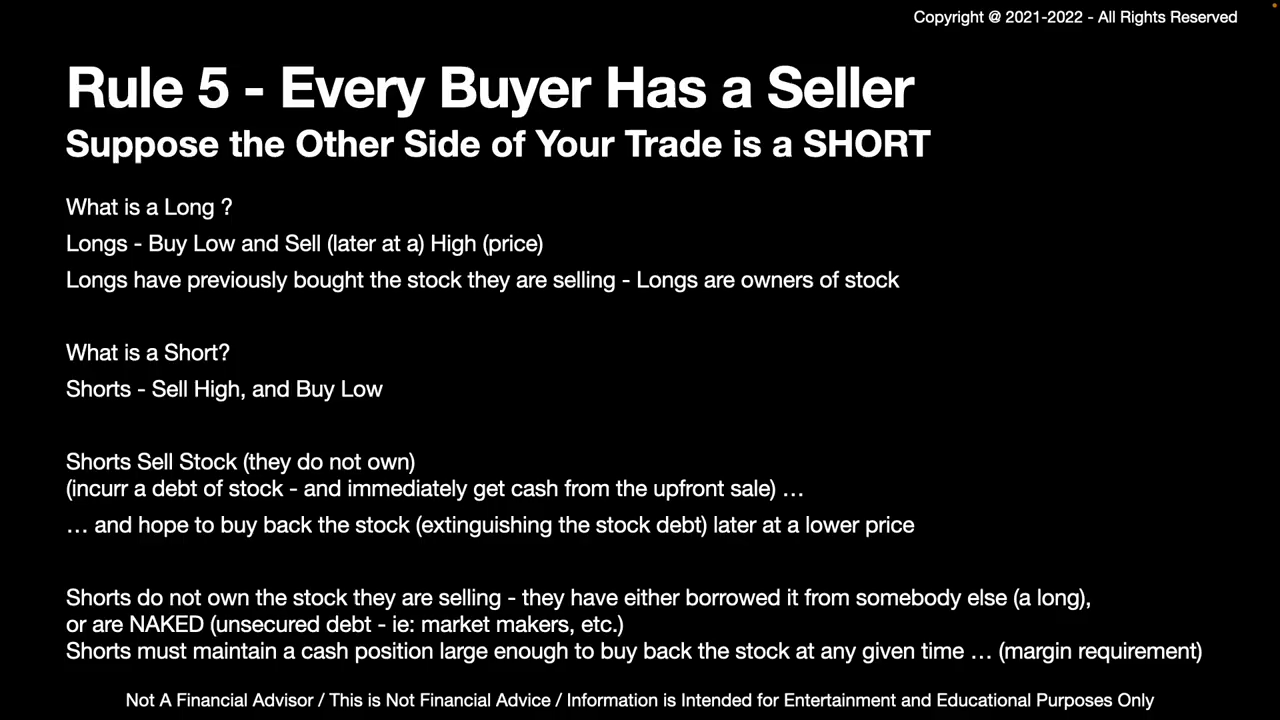 Copyright @ 2021-2022 - All Rights Reserved
Rule 5 - Every Buyer Has a Seller
Suppose the Other Side of Your Trade is a SHORT
What is a Long ?
Longs - Buy Low and Sell (later at a) High (price)
Longs have previously bought the stock they are selling - Longs are owners of stock
What is a Short?
Shorts - Sell High, and Buy Low
Shorts Sell Stock (they do not own)
(incurr a debt of stock - and immediately get cash from the upfront sale) …
… and hope to buy back the stock (extinguishing the stock debt) later at a lower price
Shorts do not own the stock they are selling - they have either borrowed it from somebody else (a long),
or are NAKED (unsecured debt - ie: market makers, etc.)
Shorts must maintain a cash position large enough to buy back the stock at any given time … (margin requirement)
Not A Financial Advisor / This is Not Financial Advice / Information is Intended for Entertainment and Educational Purposes Only